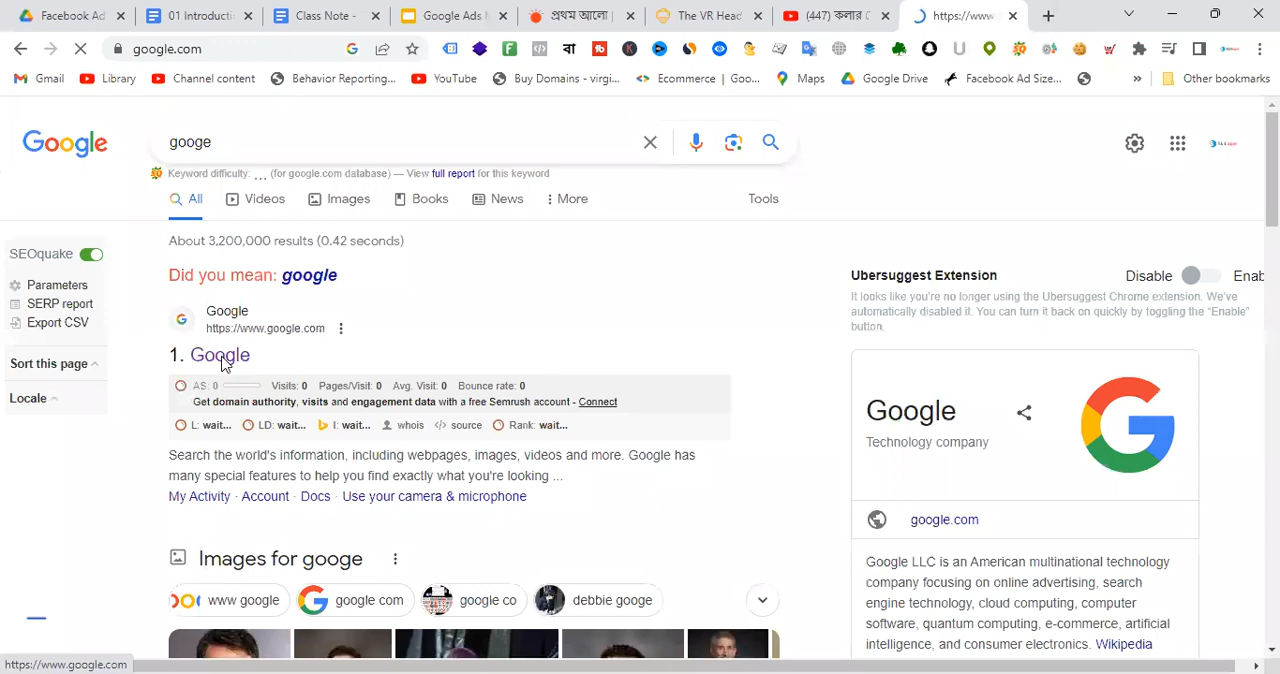 Facebook Ad
01 Introducti
Class Note -
Google Ads M
প্রথম আলো
The VR Head
(447) কলার
https://www
google.com
Gmail
Library
Channel content
Behavior Reporting...
YouTube
Buy Domains - virgi...
Ecommerce | Goo...
Maps
Google Drive
Facebook Ad Size...
»
Other bookmarks
Google
googe
Keyword difficulty: ... (for google.com database) — View full report for this keyword
All
Videos
Images
Books
News
More
Tools
SEOquake
Parameters
SERP report
Export CSV
Sort this page
Locale
About 3,200,000 results (0.42 seconds)
Did you mean: google
Google
https://www.google.com
1. Google
AS: 0
Visits: 0
Pages/Visit: 0
Avg. Visit: 0
Bounce rate: 0
Get domain authority, visits and engagement data with a free Semrush account - Connect
L: wait...
LD: wait...
I: wait...
whois
source
Rank: wait...
Search the world's information, including webpages, images, videos and more. Google has
many special features to help you find exactly what you're looking ...
My Activity · Account · Docs · Use your camera & microphone
Images for googe
www google
google com
google co
debbie googe
Ubersuggest Extension
Disable
Enab
It looks like you're no longer using the Ubersuggest Chrome extension. We've
automatically disabled it. You can turn it back on quickly by toggling the "Enable"
button.
Google
Technology company
google.com
Google LLC is an American multinational technology
company focusing on online advertising, search
engine technology, cloud computing, computer
software, quantum computing, e-commerce, artificial
intelligence, and consumer electronics. Wikipedia
https://www.google.com